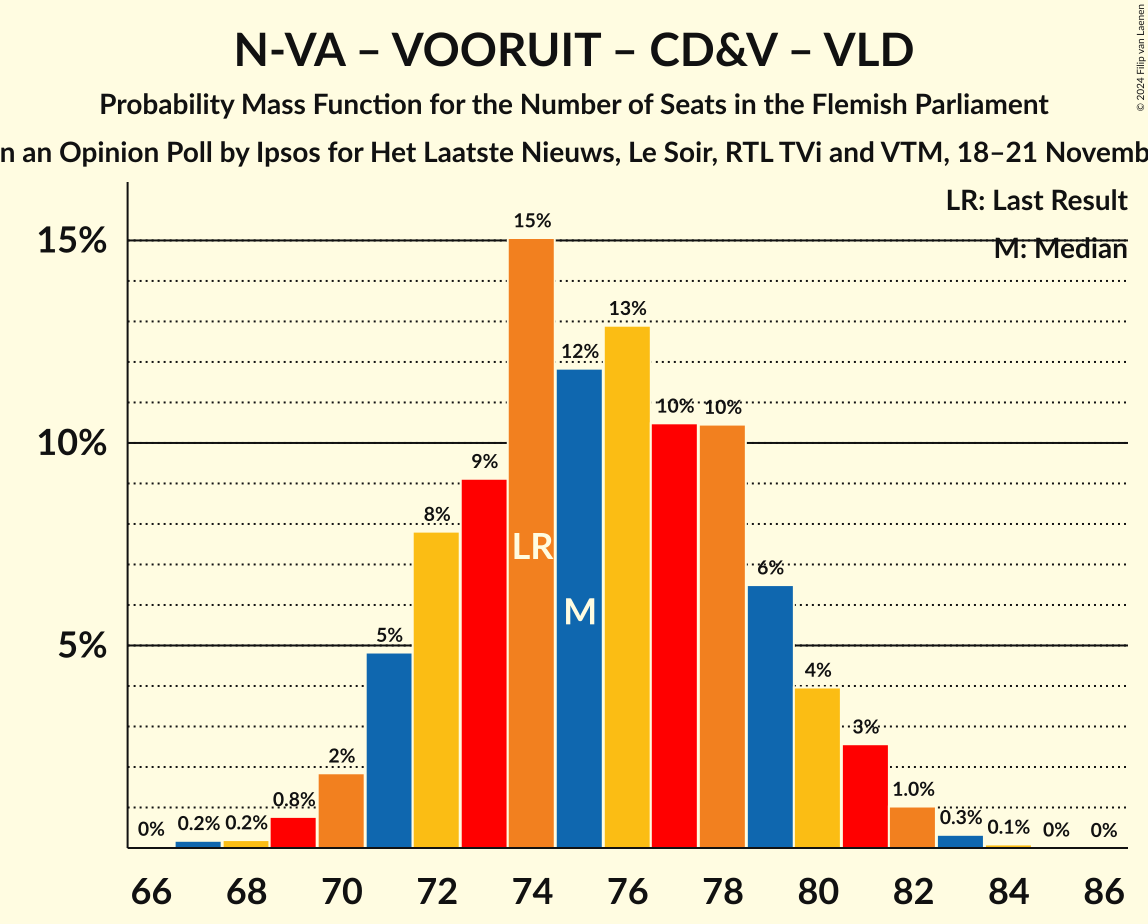 N-VA – VOORUIT – CD&V – VLD
Probability Mass Function for the Number of Seats in the Flemish Parliament
an Opinion Poll by Ipsos for Het Laatste Nieuws, Le Soir, RTL TVi and VTM, 18–21
© 2024 Filip van Laenen
LR: Last Result
M: Median
15%
10%
5%
0%
0.2%
0.2%
0.8%
2%
5%
8%
9%
15%
12%
13%
10%
10%
6%
4%
3%
1.0%
0.3%
0.1%
0%
0%
LR
M
66 68 70 72 74 76 78 80 82 84 86